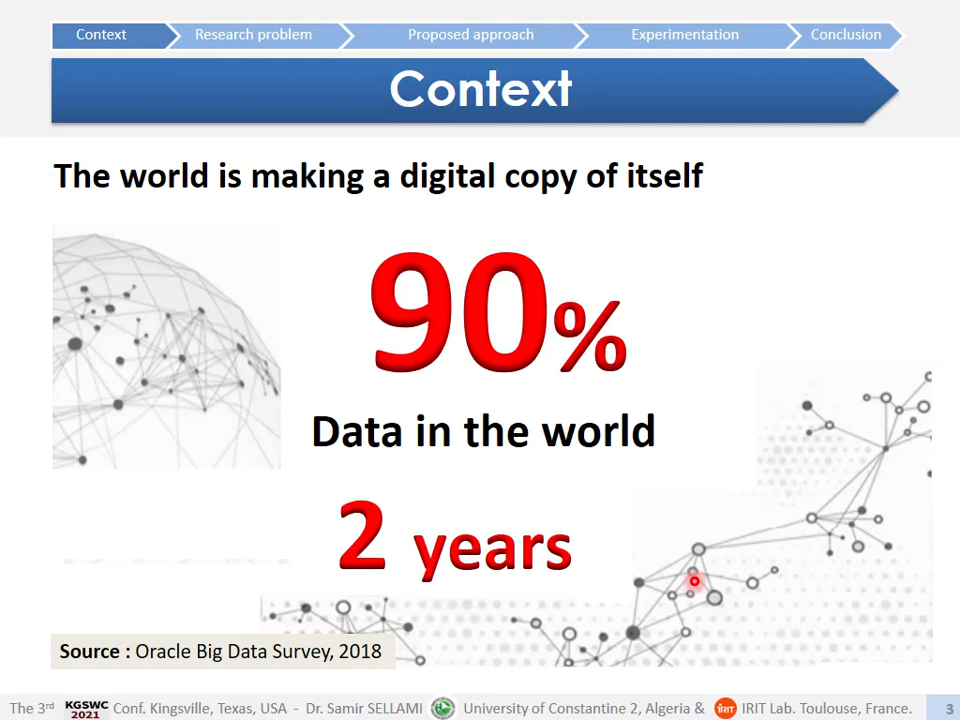 Context
Research problem
Proposed approach
Experimentation
Conclusion
Context
The world is making a digital copy of itself
90%
Data in the world
2 years
Source : Oracle Big Data Survey, 2018
The 3rd KGSWC 2021 Conf. Kingsville, Texas, USA - Dr. Samir SELLAMI University of Constantine 2, Algeria & IRIT Lab. Toulouse, France. 3